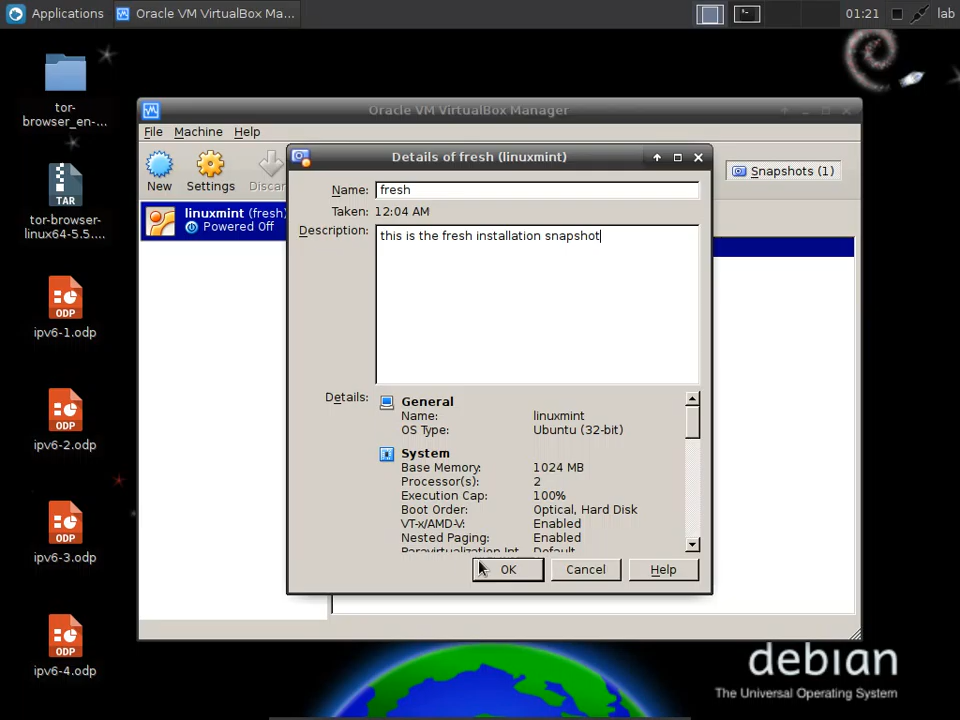 Applications
Oracle VM VirtualBox Ma...
01:21
lab
tor-
browser_en-...
TAR
tor-browser-
linux64-5.5....
ODP
ipv6-1.odp
ODP
ipv6-2.odp
ODP
ipv6-3.odp
ODP
ipv6-4.odp
Oracle VM VirtualBox Manager
File Machine Help
New
Settings
Discar
Snapshots (1)
linuxmint (fresh)
Powered Off
Details of fresh (linuxmint)
Name: fresh
Taken: 12:04 AM
Description: this is the fresh installation snapshot
Details:
General
Name: linuxmint
OS Type: Ubuntu (32-bit)
System
Base Memory: 1024 MB
Processor(s): 2
Execution Cap: 100%
Boot Order: Optical, Hard Disk
VT-x/AMD-V: Enabled
Nested Paging: Enabled
Paravirtualization Int Default
OK Cancel Help
debian
The Universal Operating System